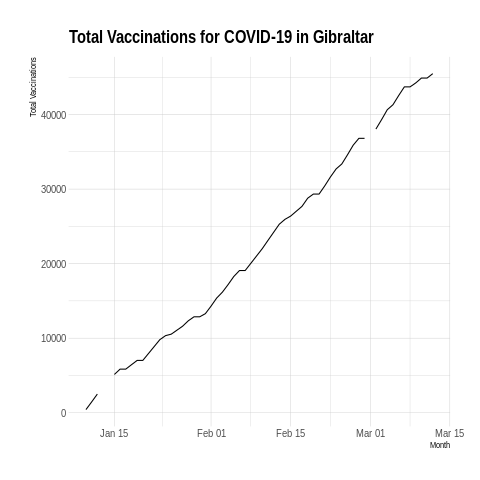 Total Vaccinations for COVID-19 in Gibraltar
Total Vaccinations
40000
30000
20000
10000
0
Jan 15 Feb 01 Feb 15 Mar 01 Mar 15
Month